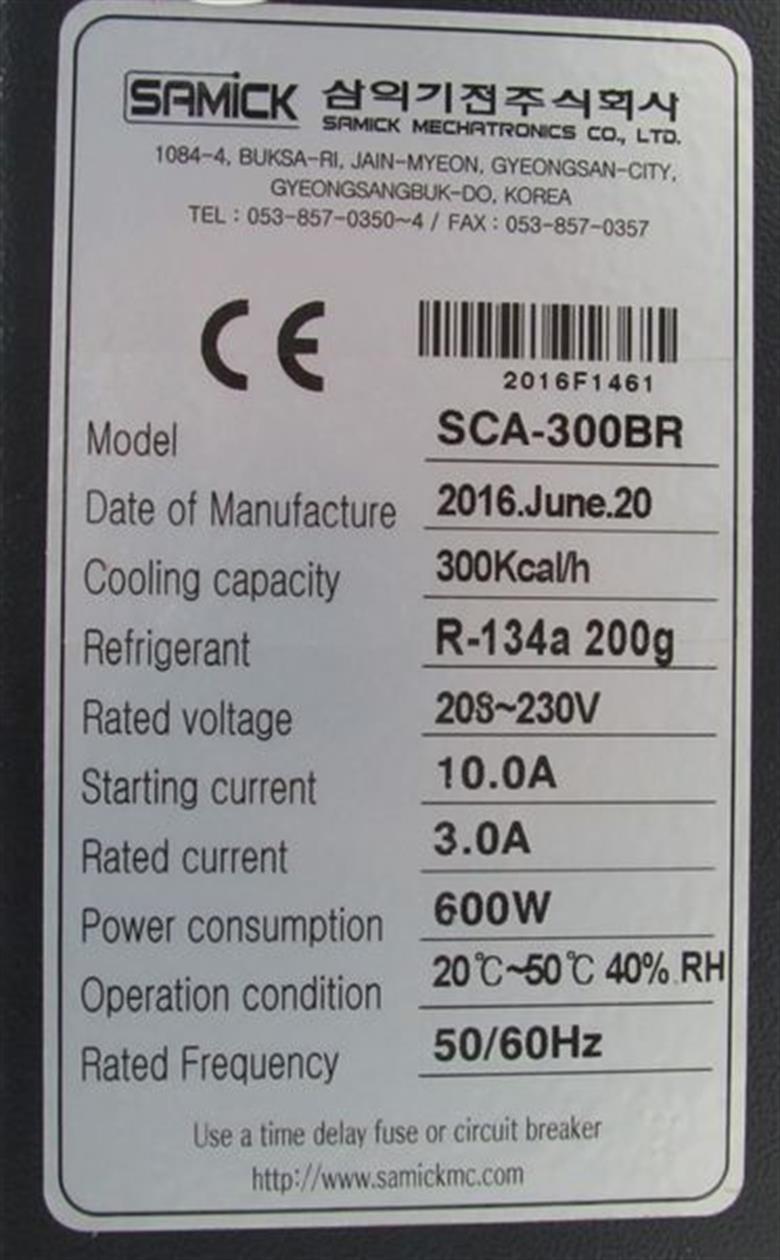 SAMICK 삼익기전주식회사
SAMICK MECHATRONICS CO., LTD.
1084-4, BUKSA-RI, JAIN-MYEON, GYEONGSAN-CITY,
GYEONGSANGBUK-DO, KOREA
TEL : 053-857-0350~4 / FAX : 053-857-0357
CE
2016F1461
Model SCA-300BR
Date of Manufacture 2016.June.20
Cooling capacity 300Kcal/h
Refrigerant R-134a 200g
Rated voltage 208~230V
Starting current 10.0A
Rated current 3.0A
Power consumption 600W
Operation condition 20℃~50℃ 40% RH
Rated Frequency 50/60Hz
Use a time delay fuse or circuit breaker
http://www.samickmc.com